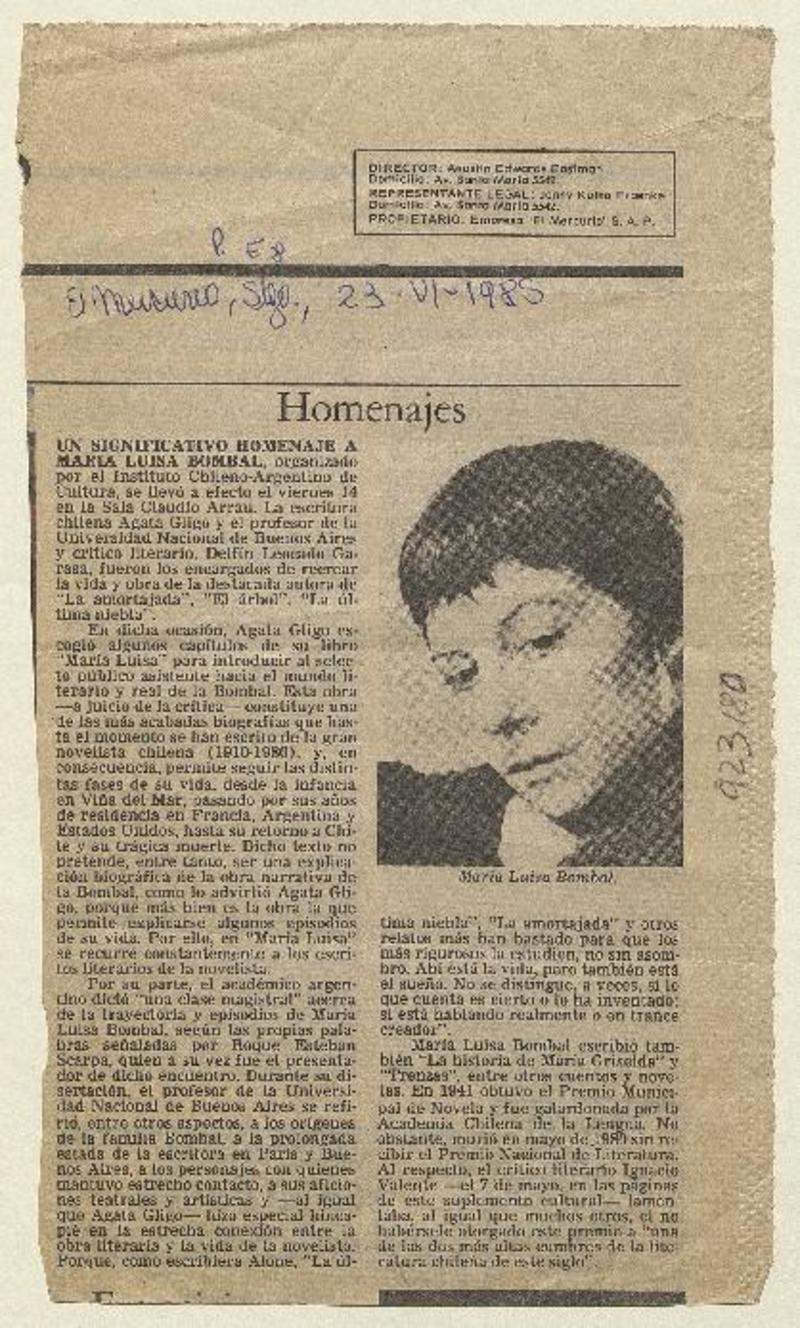 DIRECTOR: Agustín Edwards Eastman
Domicilio: Av. Santa María 5542.
REPRESENTANTE LEGAL: Jonny Kulka
Domicilio: Av. Santa María 5542.
PROPIETARIO: Empresa "El Mercurio" S. A. P.
P. E8
El Mercurio, Stgo., 23-VI-1985
Homenajes
UN SIGNIFICATIVO HOMENAJE A
MARIA LUISA BOMBAL, organizado
por el Instituto Chileno-Argentino de
Cultura, se llevó a efecto el viernes 14
en la Sala Claudio Arrau. La escritora
chilena Agata Gligo y el profesor de la
Universidad Nacional de Buenos Aires
y crítico literario, Delfín Leocadio Ga-
rasa, fueron los encargados de recrear
la vida y obra de la destacada autora de
"La amortajada", "El árbol", "La úl-
tima niebla".
En dicha ocasión, Agata Gligo es-
cogió algunos capítulos de su libro
"María Luisa" para introducir al selec-
to público asistente hacia el mundo li-
terario y real de la Bombal. Esta obra
—a juicio de la crítica— constituye una
de las más acabadas biografías que has-
ta el momento se han escrito de la gran
novelista chilena (1910-1980), y, en
consecuencia, permite seguir las distin-
tas fases de su vida, desde la infancia
en Viña del Mar, pasando por sus años
de residencia en Francia, Argentina y
Estados Unidos, hasta su retorno a Chi-
le y su trágica muerte. Dicho texto no
pretende, entre tanto, ser una explica-
ción biográfica de la obra narrativa de
la Bombal, como lo advirtió Agata Gli-
go, porque más bien es la obra la que
permite explicarse algunos episodios
de su vida. Por ello, en "María Luisa"
se recurre constantemente a los escri-
tos literarios de la novelista.
Por su parte, el académico argen-
tino dictó "una clase magistral" acerca
de la trayectoria y episodios de María
Luisa Bombal, según las propias pala-
bras señaladas por Roque Esteban
Scarpa, quien a su vez fue el presenta-
dor de dicho encuentro. Durante su di-
sertación, el profesor de la Universi-
dad Nacional de Buenos Aires se refi-
rió, entre otros aspectos, a los orígenes
de la familia Bombal, a la prolongada
estada de la escritora en París y Bue-
nos Aires, a los personajes con quienes
mantuvo estrecho contacto, a sus aficio-
nes teatrales y artísticas y —al igual
que Agata Gligo— hizo especial hinca-
pié en la estrecha conexión entre la
obra literaria y la vida de la novelista.
Porque, como escribiera Alone, "La úl-
María Luisa Bombal.
tima niebla", "La amortajada" y otros
relatos más han bastado para que los
más rigurosos la estudien, no sin asom-
bro. Ahí está la vida, pero también está
el sueño. No se distingue, a veces, si lo
que cuenta es cierto o lo ha inventado;
si está hablando realmente o en trance
creador".
María Luisa Bombal escribió tam-
bién "La historia de María Griselda" y
"Trenzas", entre otros cuentos y nove-
las. En 1941 obtuvo el Premio Munici-
pal de Novela y fue galardonada por la
Academia Chilena de la Lengua. No
obstante, murió en mayo de 1980 sin re-
cibir el Premio Nacional de Literatura.
Al respecto, el crítico literario Ignacio
Valente —el 7 de mayo, en las páginas
de este suplemento cultural— lamen-
taba, al igual que muchos otros, el no
habérsele otorgado este premio a "una
de las dos más altas cumbres de la lite-
ratura chilena de este siglo".
923180